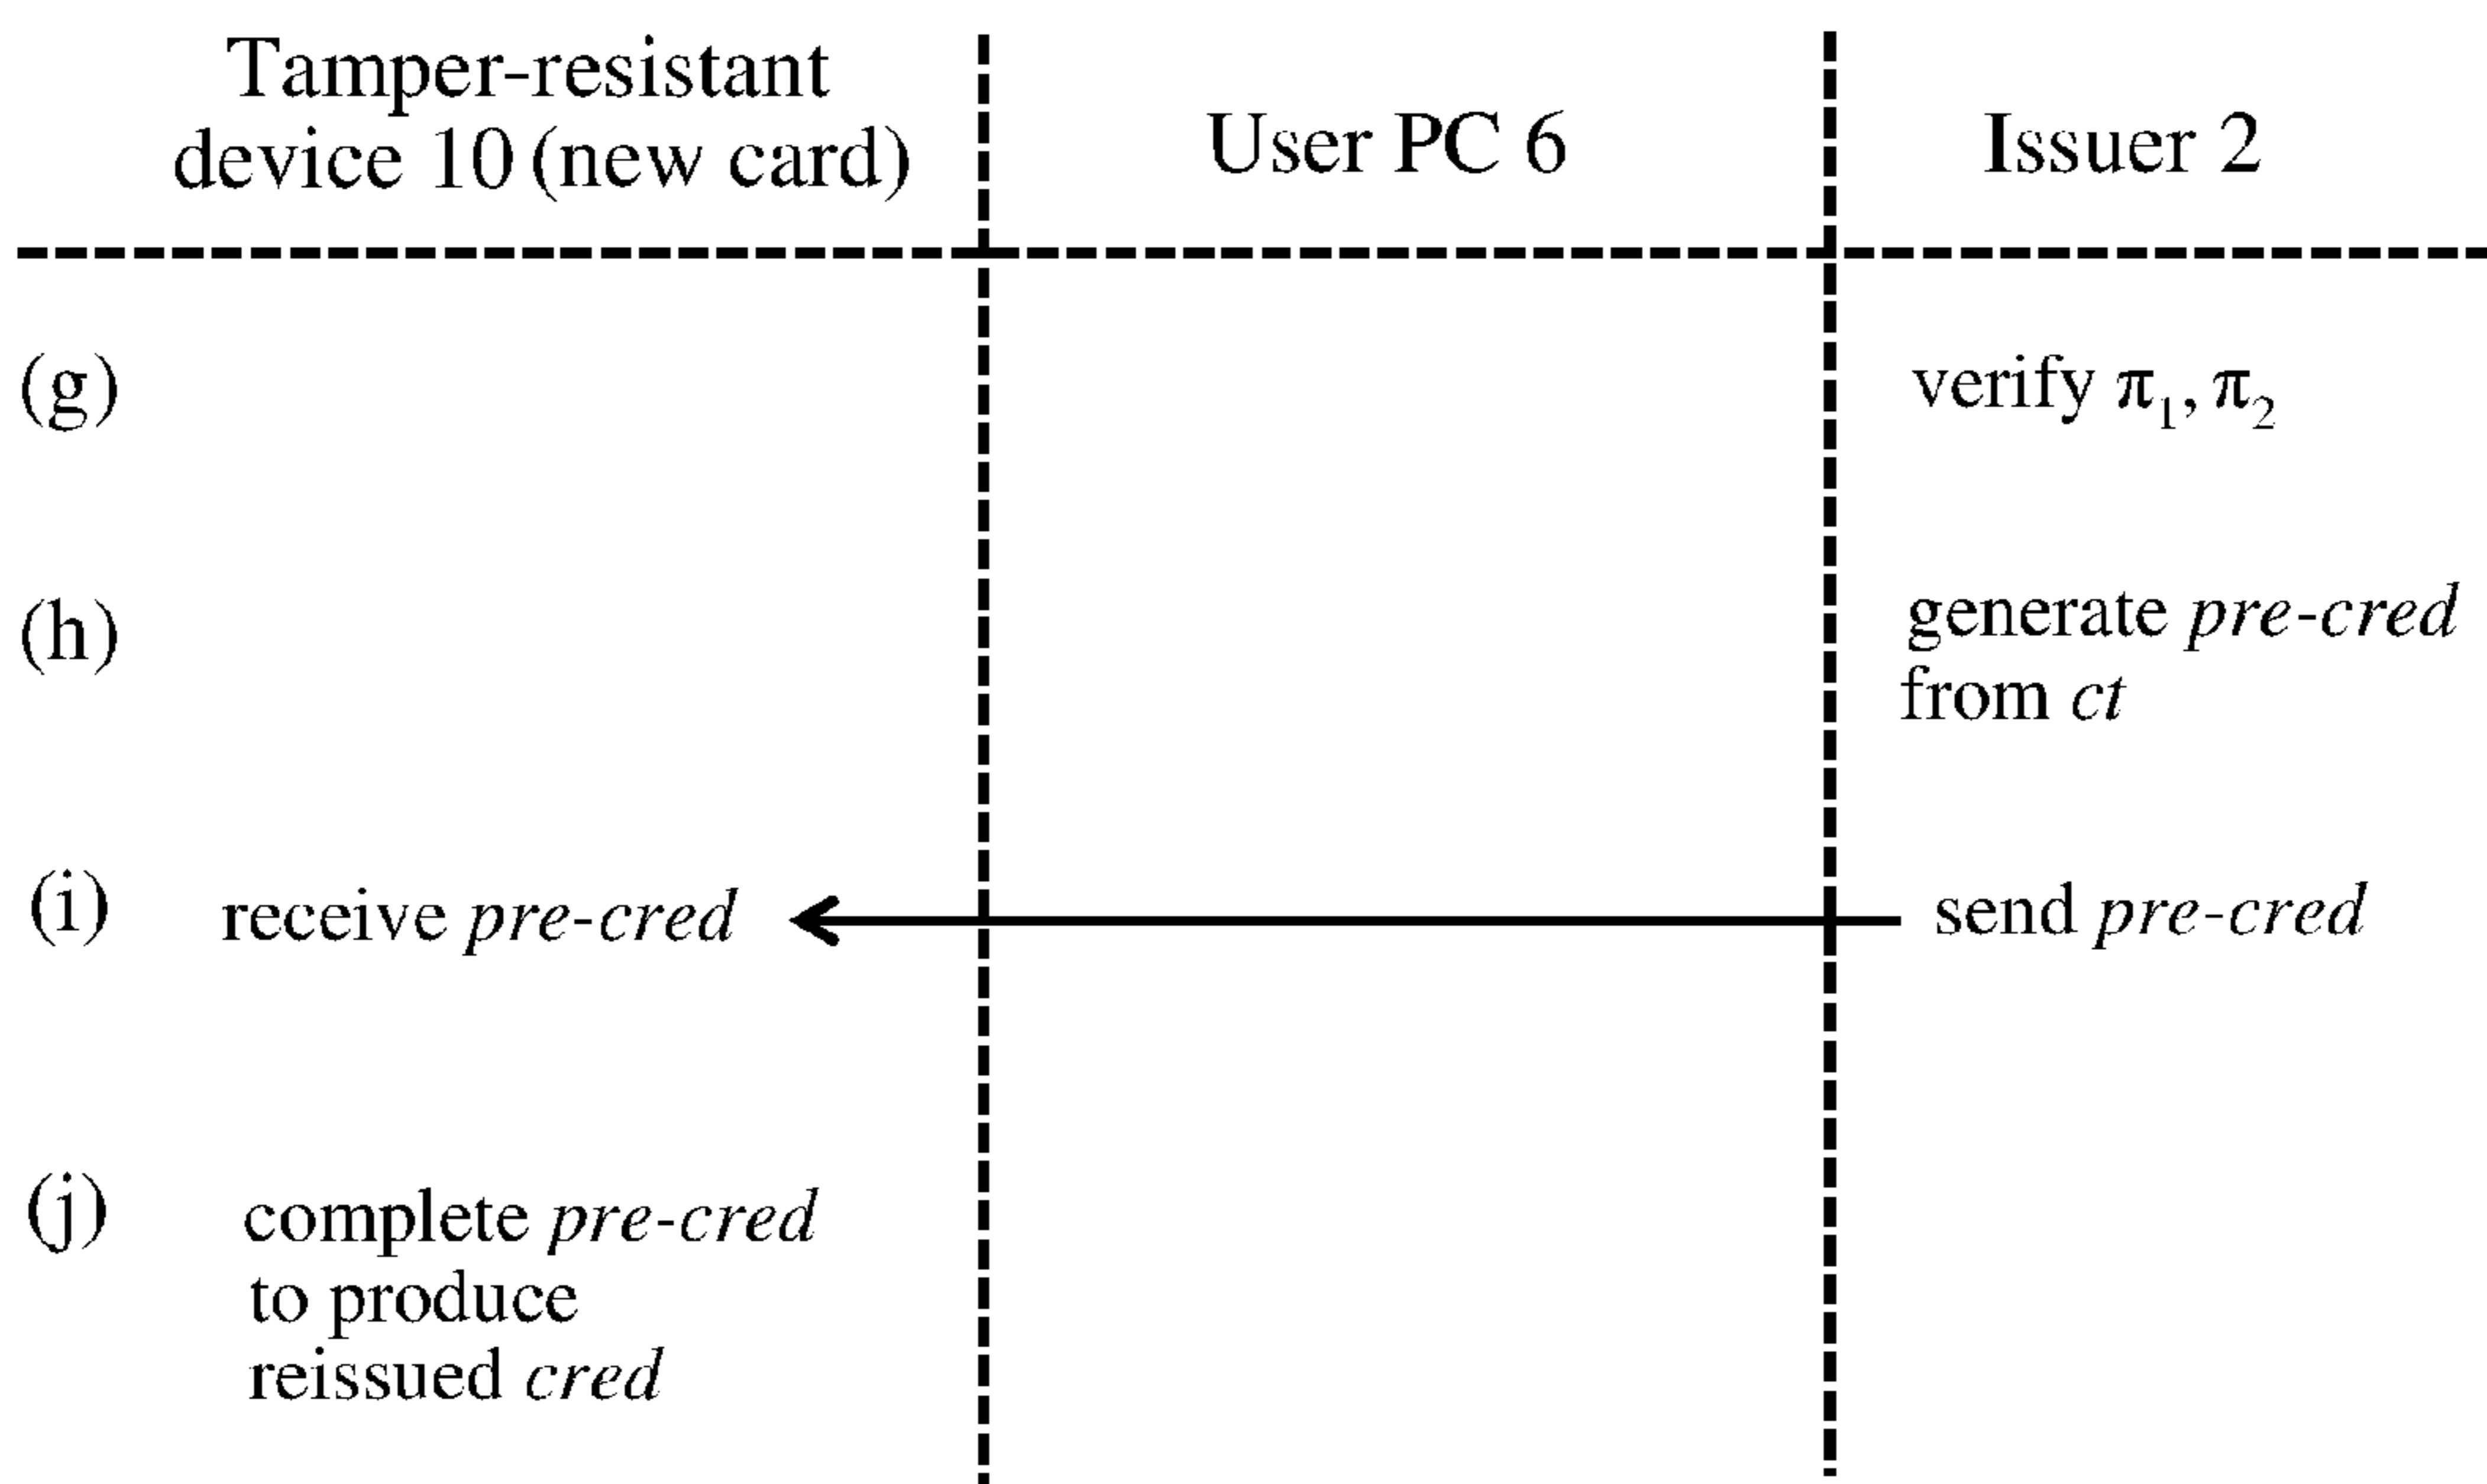 Tamper-resistant
device 10 (new card)
User PC 6
Issuer 2
(g)
verify π₁, π₂
(h)
generate pre-cred
from ct
(i)
receive pre-cred
send pre-cred
(j)
complete pre-cred
to produce
reissued cred